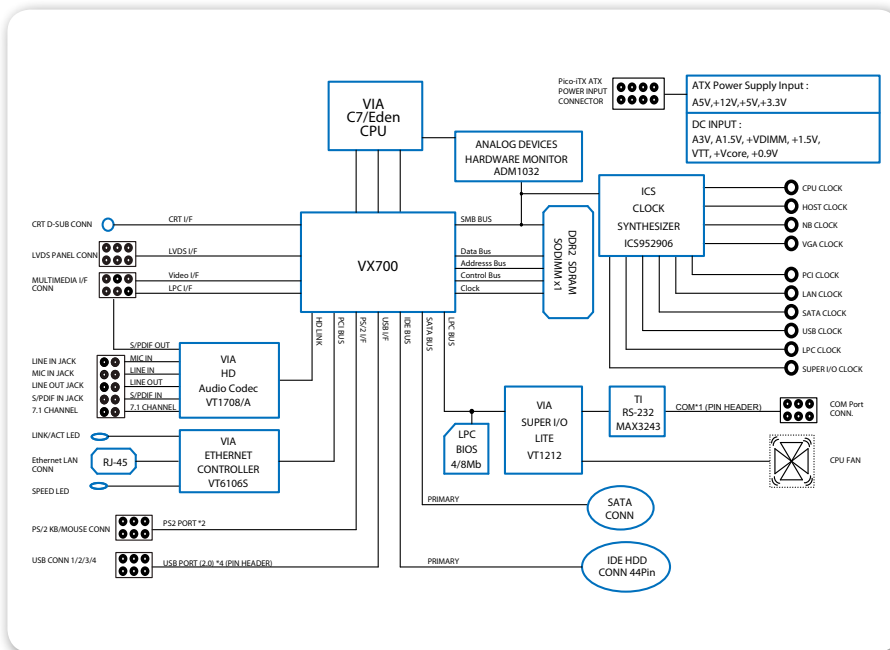 Pico-iTX ATX
POWER INPUT
CONNECTOR
ATX Power Supply Input :
A5V,+12V,+5V,+3.3V
DC INPUT :
A3V, A1.5V, +VDIMM, +1.5V,
VTT, +Vcore, +0.9V
VIA
C7/Eden
CPU
ANALOG DEVICES
HARDWARE MONITOR
ADM1032
ICS
CLOCK
SYNTHESIZER
ICS952906
CPU CLOCK
HOST CLOCK
NB CLOCK
VGA CLOCK
PCI CLOCK
LAN CLOCK
SATA CLOCK
USB CLOCK
LPC CLOCK
SUPER I/O CLOCK
CRT D-SUB CONN
CRT I/F
LVDS PANEL CONN
LVDS I/F
MULTIMEDIA I/F
CONN
Video I/F
LPC I/F
VX700
SMB BUS
Data Bus
Addresss Bus
Control Bus
Clock
DDR2 SDRAM
SODIMM x 1
HD LINK
PCI BUS
PS/2 I/F
USB I/F
IDE BUS
SATA BUS
LPC BUS
S/PDIF OUT
LINE IN JACK
MIC IN
MIC IN JACK
LINE IN
LINE OUT JACK
LINE OUT
S/PDIF IN JACK
S/PDIF IN
7.1 CHANNEL
7.1 CHANNEL
VIA
HD
Audio Codec
VT1708/A
LINK/ACT LED
Ethernet LAN
CONN
RJ-45
SPEED LED
VIA
ETHERNET
CONTROLLER
VT6106S
LPC
BIOS
4/8Mb
VIA
SUPER I/O
LITE
VT1212
TI
RS-232
MAX3243
COM*1 (PIN HEADER)
COM Port
CONN.
CPU FAN
PRIMARY
SATA
CONN
PS/2 KB/MOUSE CONN
PS2 PORT *2
USB CONN 1/2/3/4
USB PORT (2.0) *4 (PIN HEADER)
PRIMARY
IDE HDD
CONN 44Pin